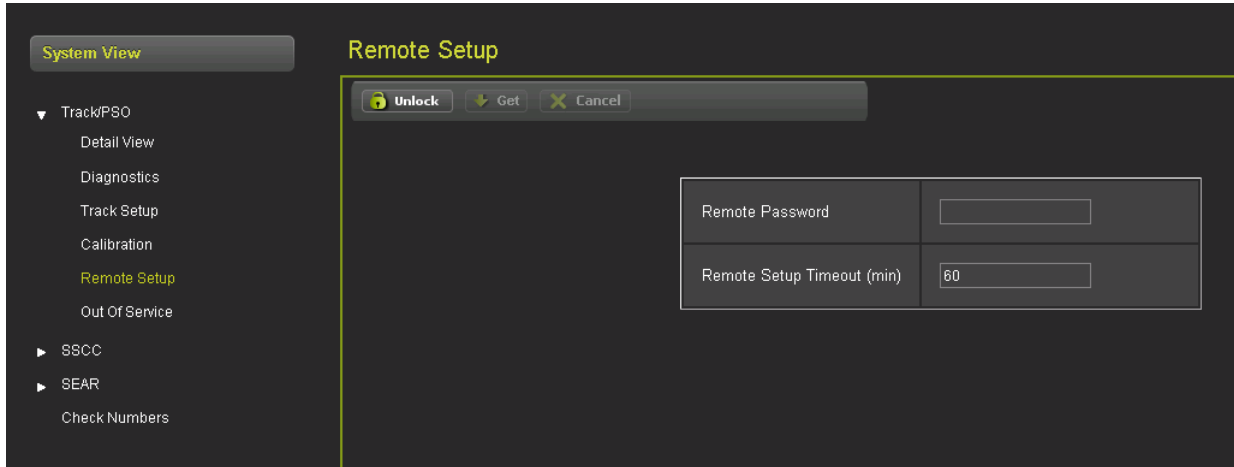 System View
Track/PSO
Detail View
Diagnostics
Track Setup
Calibration
Remote Setup
Out Of Service
SSCC
SEAR
Check Numbers
Remote Setup
Unlock Get Cancel
Remote Password
Remote Setup Timeout (min) 60